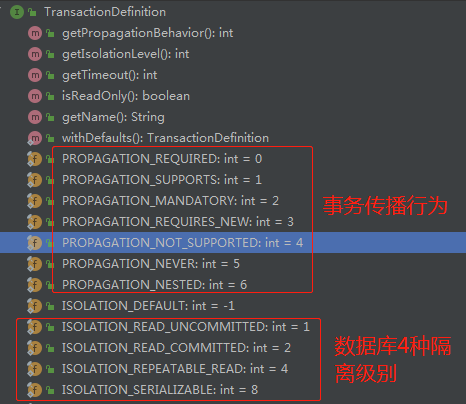 TransactionDefinition
getPropagationBehavior(): int
getIsolationLevel(): int
getTimeout(): int
isReadOnly(): boolean
getName(): String
withDefaults(): TransactionDefinition
PROPAGATION_REQUIRED: int = 0
PROPAGATION_SUPPORTS: int = 1
PROPAGATION_MANDATORY: int = 2
PROPAGATION_REQUIRES_NEW: int = 3
PROPAGATION_NOT_SUPPORTED: int = 4
PROPAGATION_NEVER: int = 5
PROPAGATION_NESTED: int = 6
事务传播行为
ISOLATION_DEFAULT: int = -1
ISOLATION_READ_UNCOMMITTED: int = 1
ISOLATION_READ_COMMITTED: int = 2
ISOLATION_REPEATABLE_READ: int = 4
ISOLATION_SERIALIZABLE: int = 8
数据库4种隔
离级别